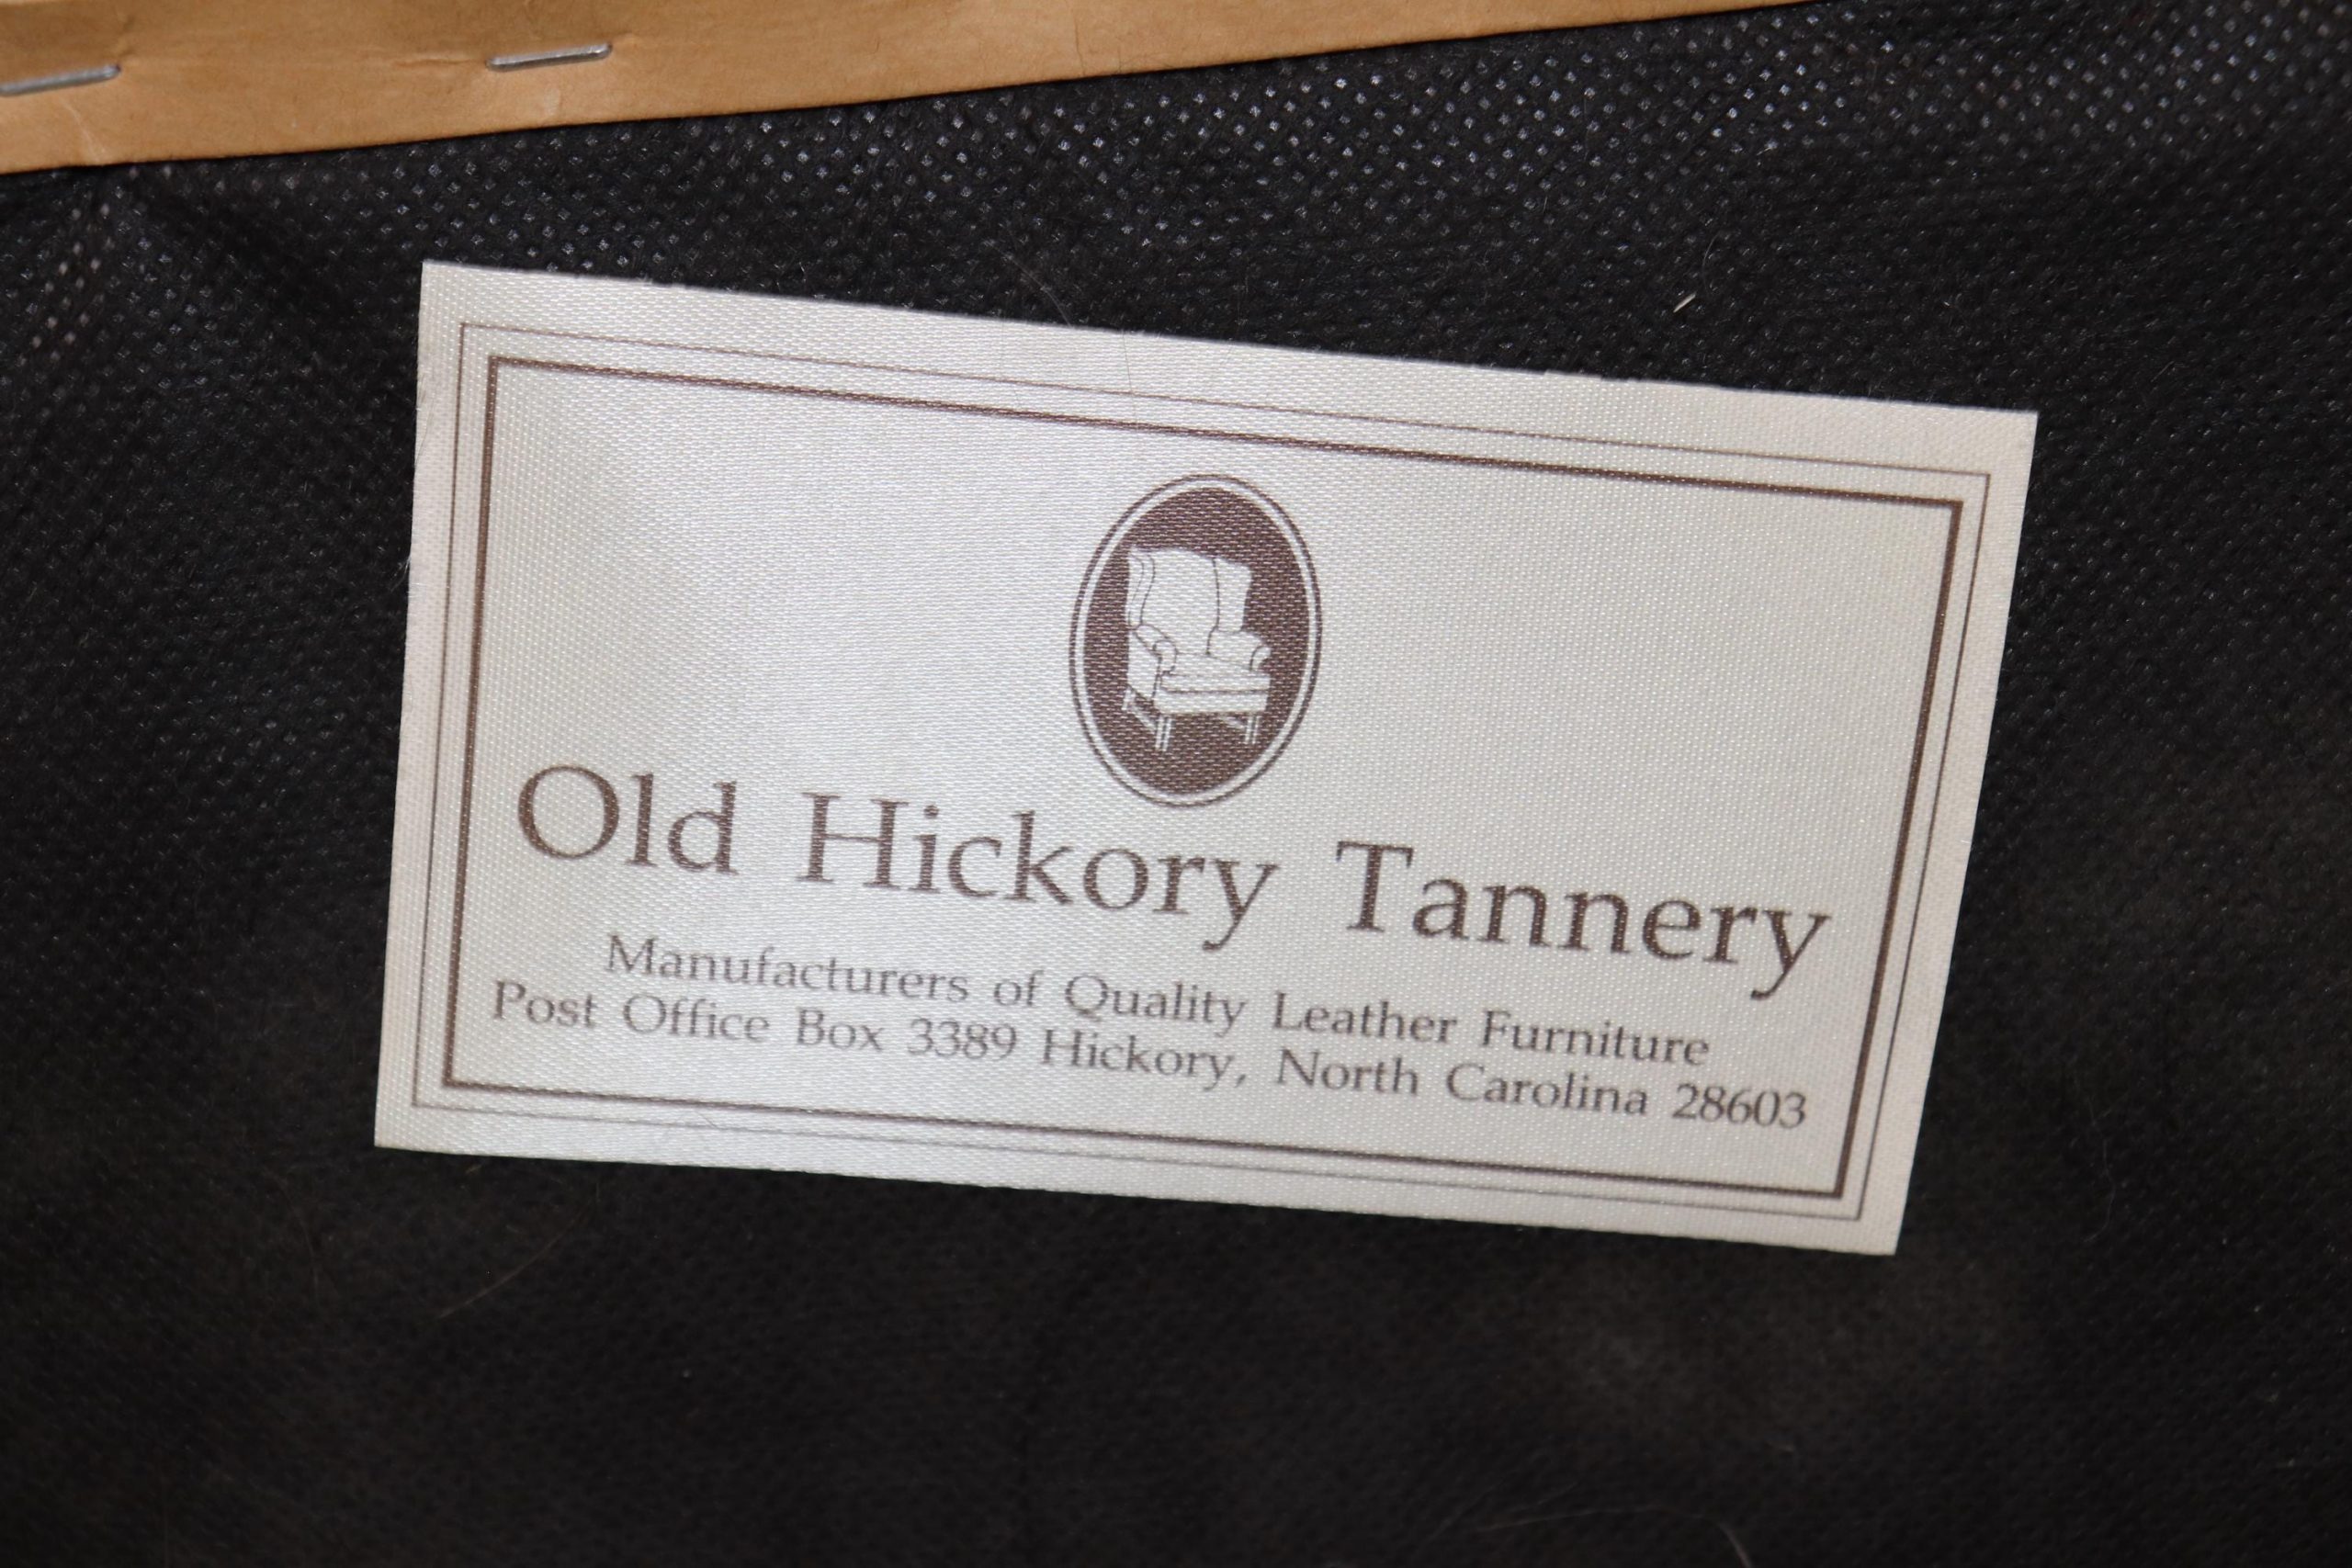 Old Hickory Tannery
Manufacturers of Quality Leather Furniture
Post Office Box 3389 Hickory, North Carolina 28603